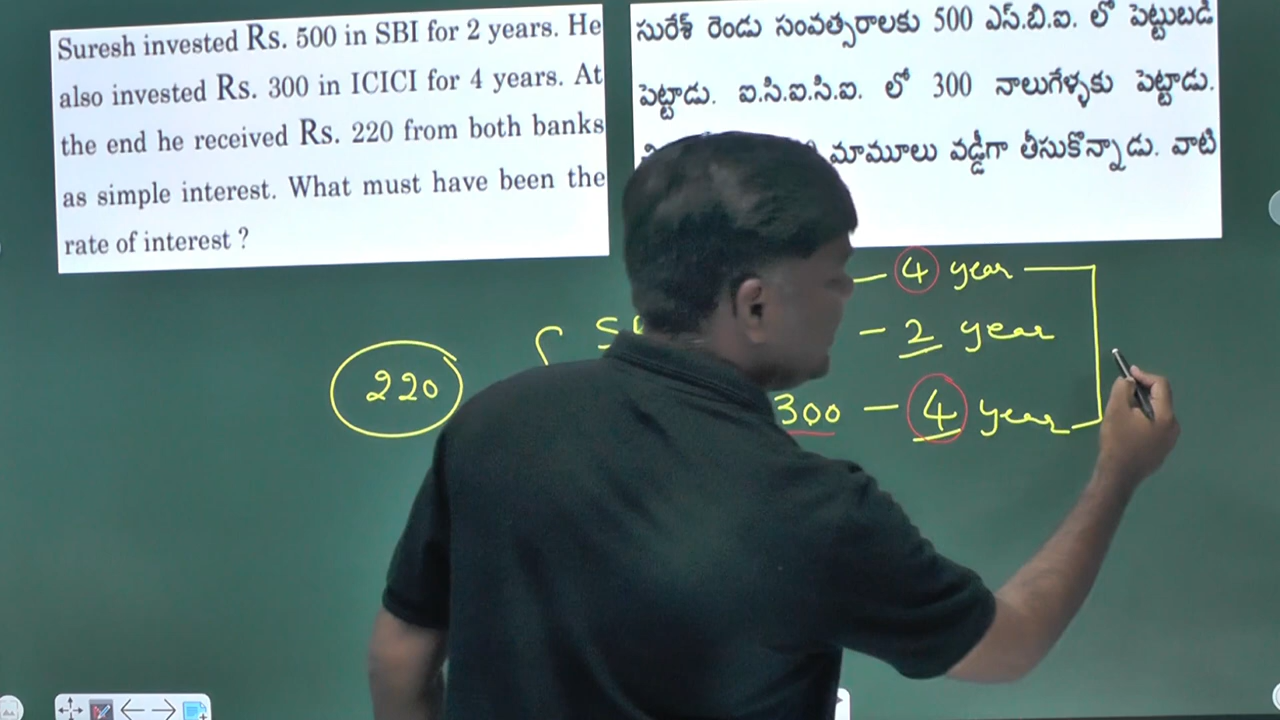 Suresh invested Rs. 500 in SBI for 2 years. He
also invested Rs. 300 in ICICI for 4 years. At
the end he received Rs. 220 from both banks
as simple interest. What must have been the
rate of interest ?
సురేశ్ రెండు సంవత్సరాలకు 500 ఎస్.బి.ఐ. లో పెట్టుబడి
పెట్టాడు. ఐ.సి.ఐ.సి.ఐ. లో 300 నాలుగేళ్ళకు పెట్టాడు.
మామూలు వడ్డీగా తీసుకొన్నాడు. వాటి
– 4 year
– 2 year
220
300 – 4 year